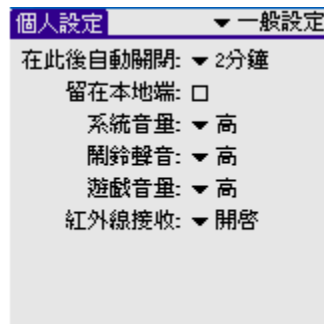 個人設定 一般設定
在此後自動關閉: 2分鐘
留在本地端:
系統音量: 高
鬧鈴聲音: 高
遊戲音量: 高
紅外線接收: 開啓